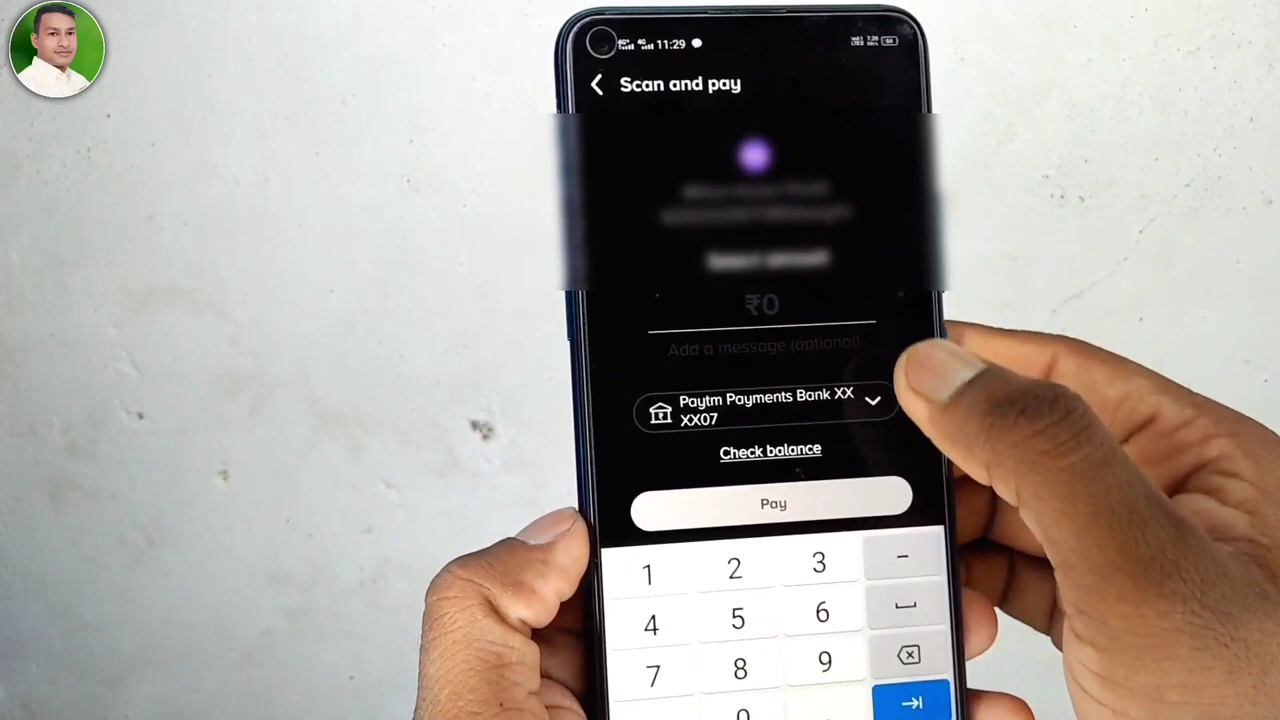 11:29
Scan and pay
₹0
Add a message (optional)
Paytm Payments Bank XX
XX07
Check balance
Pay
1 2 3 -
4 5 6
7 8 9
0